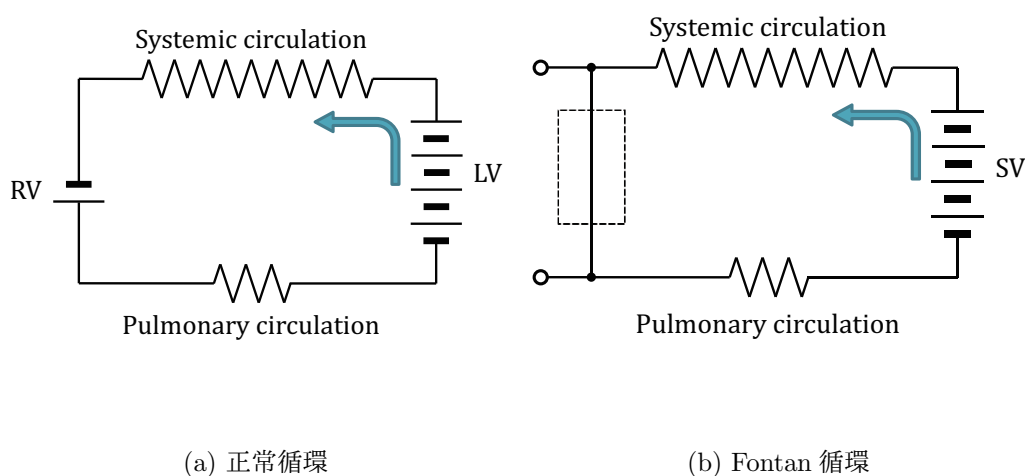 Systemic circulation
RV
LV
Pulmonary circulation
(a) 正常循環
Systemic circulation
SV
Pulmonary circulation
(b) Fontan 循環